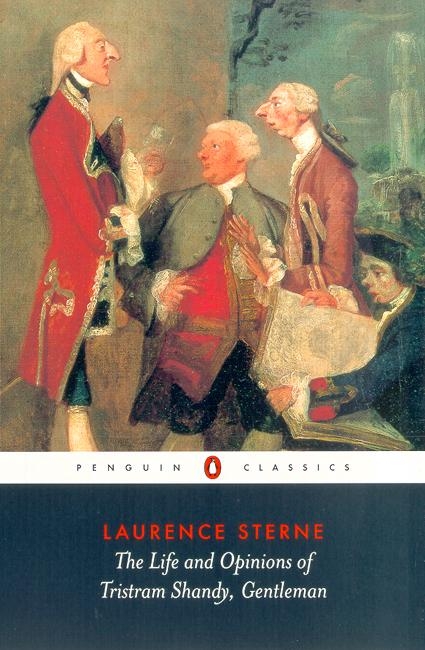 PENGUIN CLASSICS
LAURENCE STERNE
The Life and Opinions of
Tristram Shandy, Gentleman